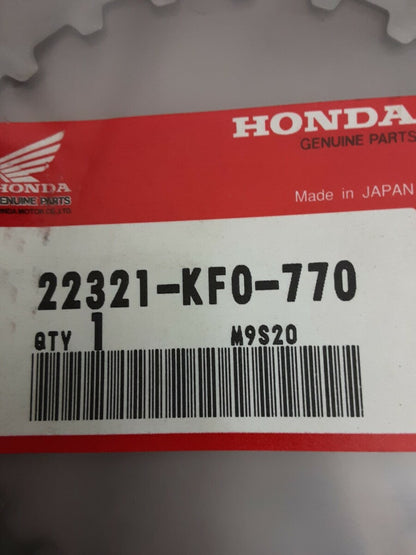 HONDA
GENUINE PARTS
HONDA
GENUINE PARTS
HONDA MOTOR CO.,LTD.
Made in JAPAN
22321-KF0-770
QTY 1 M9S20